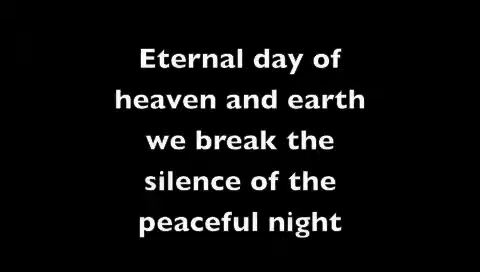 Eternal day of
heaven and earth
we break the
silence of the
peaceful night